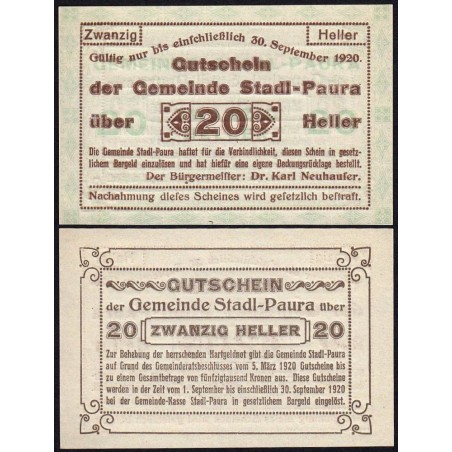 Zwanzig Heller
Gültig nur bis einschließlich 30. September 1920.
Gutschein
der Gemeinde Stadl-Paura
über 20 Heller
Die Gemeinde Stadl-Paura haftet für die Verbindlichkeit, diesen Schein in gesetz-
lichem Bargeld einzulösen und hat hiefür eine eigene Deckungsrücklage bestellt.
Der Bürgermeister: Dr. Karl Neuhauser.
Nachahmung dieses Scheines wird gesetzlich bestraft.
GUTSCHEIN
der Gemeinde Stadl-Paura über
20 ZWANZIG HELLER 20
Zur Behebung der herrschenden Hartgeldnot gibt die Gemeinde Stadl-Paura
auf Grund des Gemeinderatsbeschlusses vom 5. März 1920 Gutscheine bis
zu einem Gesamtbetrage von fünfzigtausend Kronen aus. Diese Gutscheine
werden in der Zeit vom 1. September bis einschließlich 30. September 1920
bei der Gemeinde-Kasse Stadl-Paura in gesetzlichem Bargeld eingelöst.